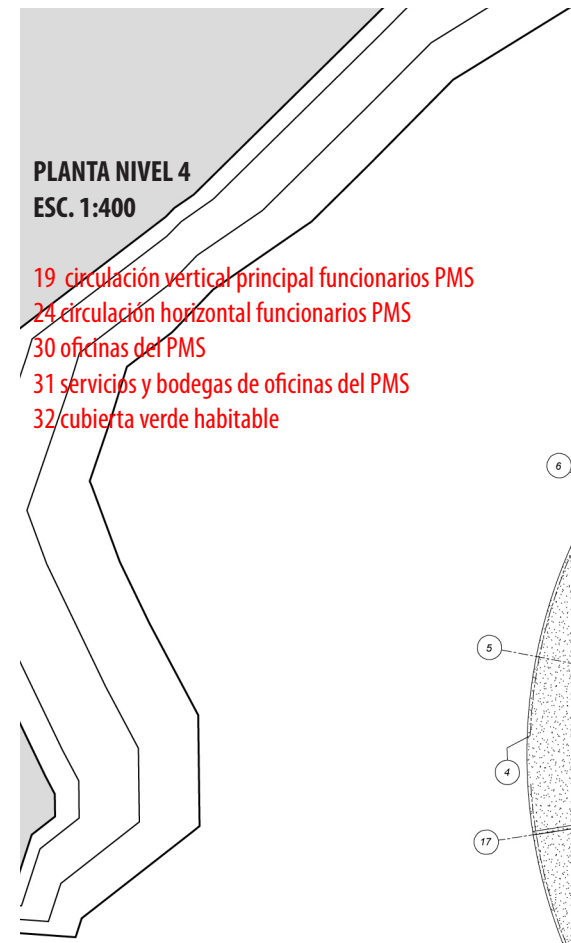 PLANTA NIVEL 4
ESC. 1:400
19 circulación vertical principal funcionarios PMS
24 circulación horizontal funcionarios PMS
30 oficinas del PMS
31 servicios y bodegas de oficinas del PMS
32 cubierta verde habitable
6
5
4
17